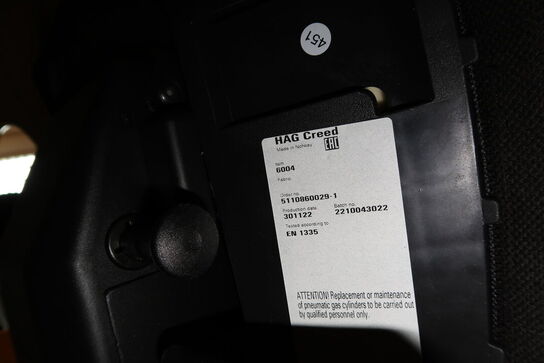 451
HAG Creed
Made in Norway EAC
Item
6004
Fabric
Order no.
5110860029-1
Production date Batch no.
301122 2210043022
Tested according to
EN 1335
ATTENTION! Replacement or maintenance
of pneumatic gas cylinders to be carried out
by qualified personnel only.